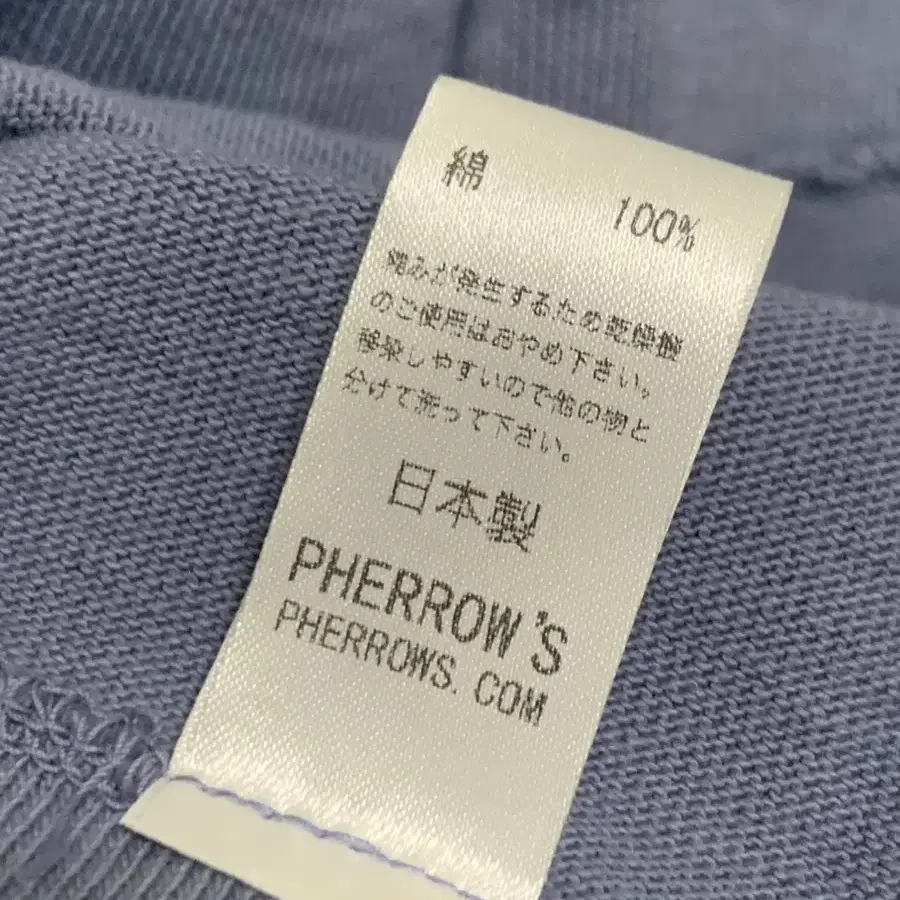 綿
100%
縮みが発生するため乾燥機
のご使用はおやめ下さい。
移染しやすいので他の物と
分けて洗って下さい。
日本製
PHERROW'S
PHERROWS.COM